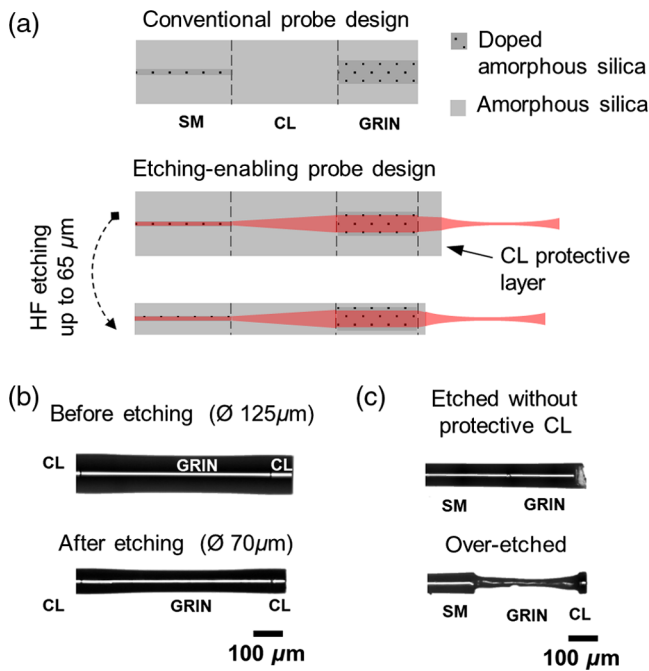 (a)
Conventional probe design
SM
CL
GRIN
Doped
amorphous silica
Amorphous silica
Etching-enabling probe design
HF etching
up to 65 µm
CL protective
layer
(b)
Before etching (Ø 125µm)
CL
GRIN
CL
After etching (Ø 70µm)
CL
GRIN
CL
100 µm
(c)
Etched without
protective CL
SM
GRIN
Over-etched
SM
GRIN
CL
100 µm